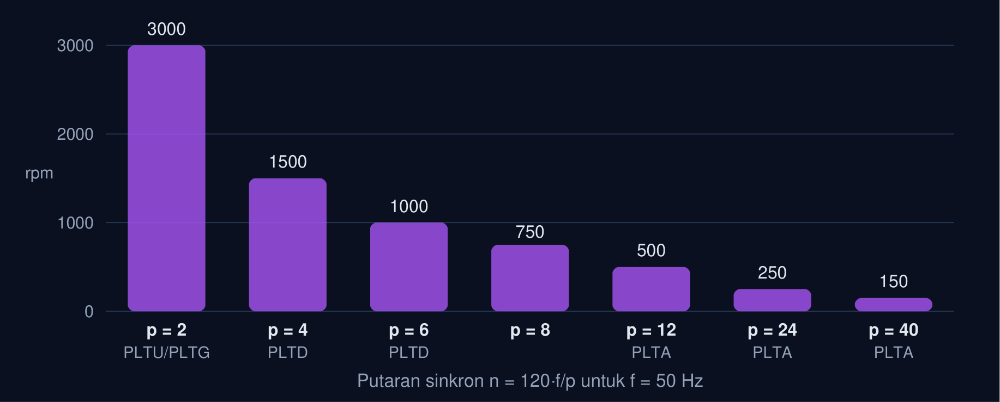 3000
3000
2000
1500
rpm
1000
1000
750
500
250
150
0
p = 2 p = 4 p = 6 p = 8 p = 12 p = 24 p = 40
PLTU/PLTG PLTD PLTD PLTA PLTA PLTA
Putaran sinkron n = 120·f/p untuk f = 50 Hz